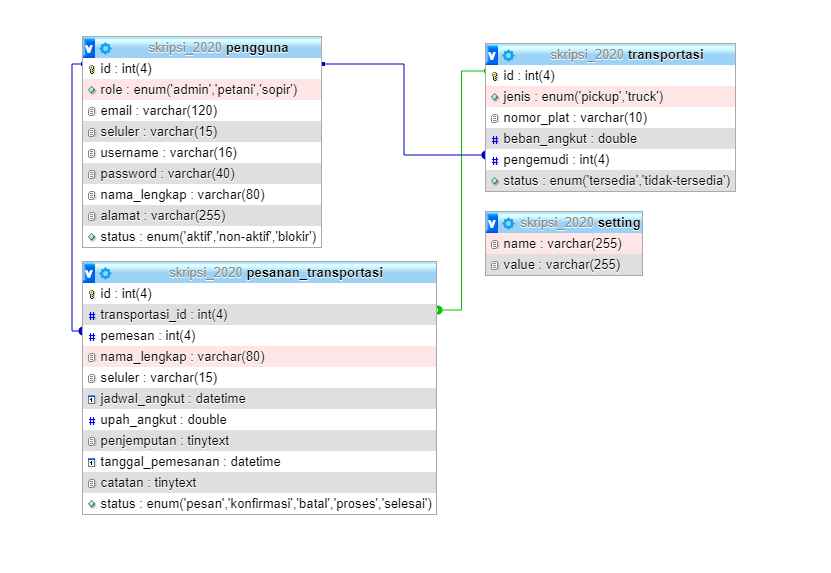 v skripsi_2020 pengguna
id : int(4)
role : enum('admin','petani','sopir')
email : varchar(120)
seluler : varchar(15)
username : varchar(16)
password : varchar(40)
nama_lengkap : varchar(80)
alamat : varchar(255)
status : enum('aktif','non-aktif','blokir')
v skripsi_2020 pesanan_transportasi
id : int(4)
# transportasi_id : int(4)
# pemesan : int(4)
nama_lengkap : varchar(80)
seluler : varchar(15)
jadwal_angkut : datetime
# upah_angkut : double
penjemputan : tinytext
tanggal_pemesanan : datetime
catatan : tinytext
status : enum('pesan','konfirmasi','batal','proses','selesai')
v skripsi_2020 transportasi
id : int(4)
jenis : enum('pickup','truck')
nomor_plat : varchar(10)
# beban_angkut : double
# pengemudi : int(4)
status : enum('tersedia','tidak-tersedia')
v skripsi_2020 setting
name : varchar(255)
value : varchar(255)